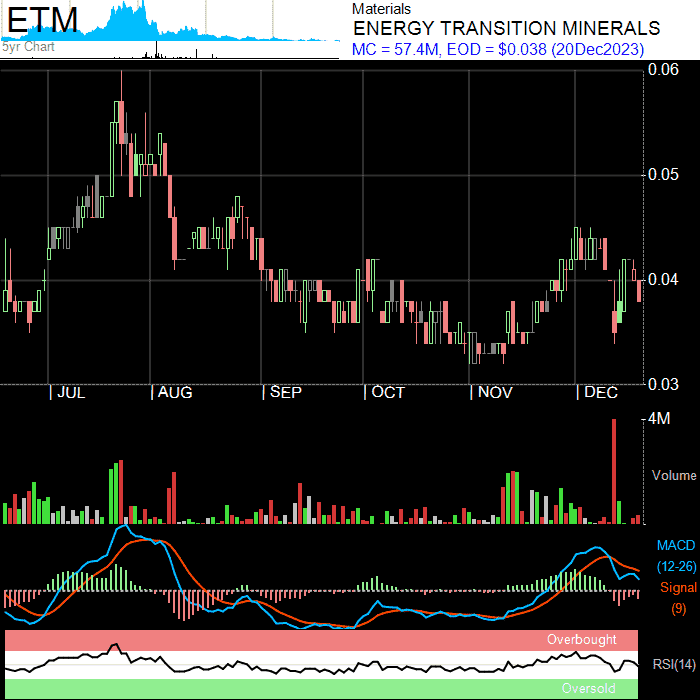 ETM
5yr Chart
Materials
ENERGY TRANSITION MINERALS
MC = 57.4M, EOD = $0.038 (20Dec2023)
0.06
0.05
0.04
0.03
JUL AUG SEP OCT NOV DEC
4M
Volume
MACD
(12-26)
Signal
(9)
Overbought
RSI(14)
Oversold